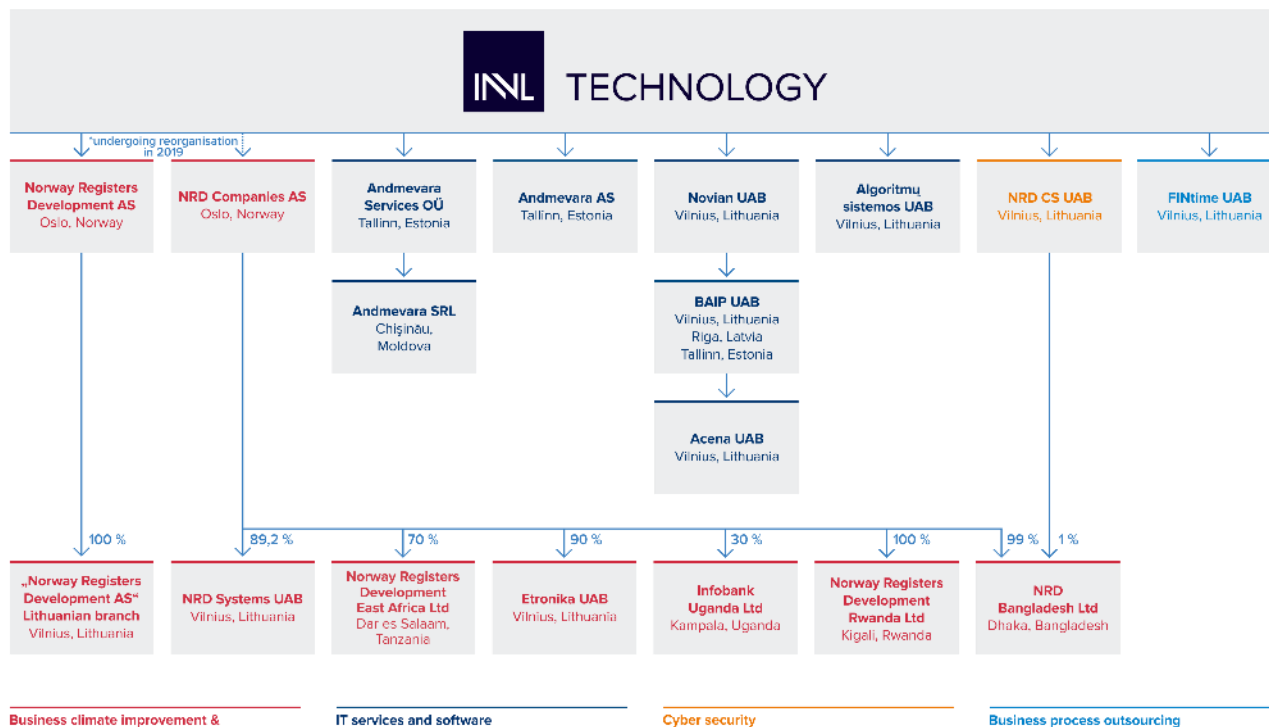 INVL TECHNOLOGY
*undergoing reorganisation
in 2019
Norway Registers
Development AS
Oslo, Norway
NRD Companies AS
Oslo, Norway
Andmevara
Services OÜ
Tallinn, Estonia
Andmevara AS
Tallinn, Estonia
Novian UAB
Vilnius, Lithuania
Algoritmų
sistemos UAB
Vilnius, Lithuania
NRD CS UAB
Vilnius, Lithuania
FINtime UAB
Vilnius, Lithuania
Andmevara SRL
Chişinău,
Moldova
BAIP UAB
Vilnius, Lithuania
Riga, Latvia
Tallinn, Estonia
Acena UAB
Vilnius, Lithuania
100 %
89,2 %
70 %
90 %
30 %
100 %
99 %
1 %
„Norway Registers
Development AS“
Lithuanian branch
Vilnius, Lithuania
NRD Systems UAB
Vilnius, Lithuania
Norway Registers
Development
East Africa Ltd
Dar es Salaam,
Tanzania
Etronika UAB
Vilnius, Lithuania
Infobank
Uganda Ltd
Kampala, Uganda
Norway Registers
Development
Rwanda Ltd
Kigali, Rwanda
NRD
Bangladesh Ltd
Dhaka, Bangladesh
Business climate improvement &
IT services and software
Cyber security
Business process outsourcing